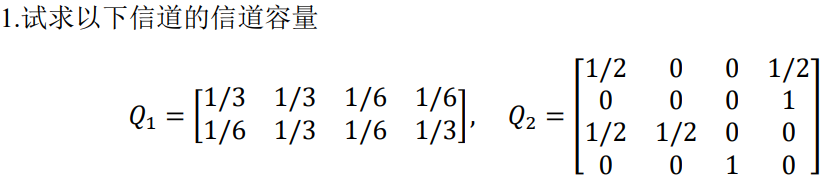 1.试求以下信道的信道容量
Q₁ = [1/3 1/3 1/6 1/6
1/6 1/3 1/6 1/3], Q₂ = [1/2 0 0 1/2
0 0 0 1
1/2 1/2 0 0
0 0 1 0]